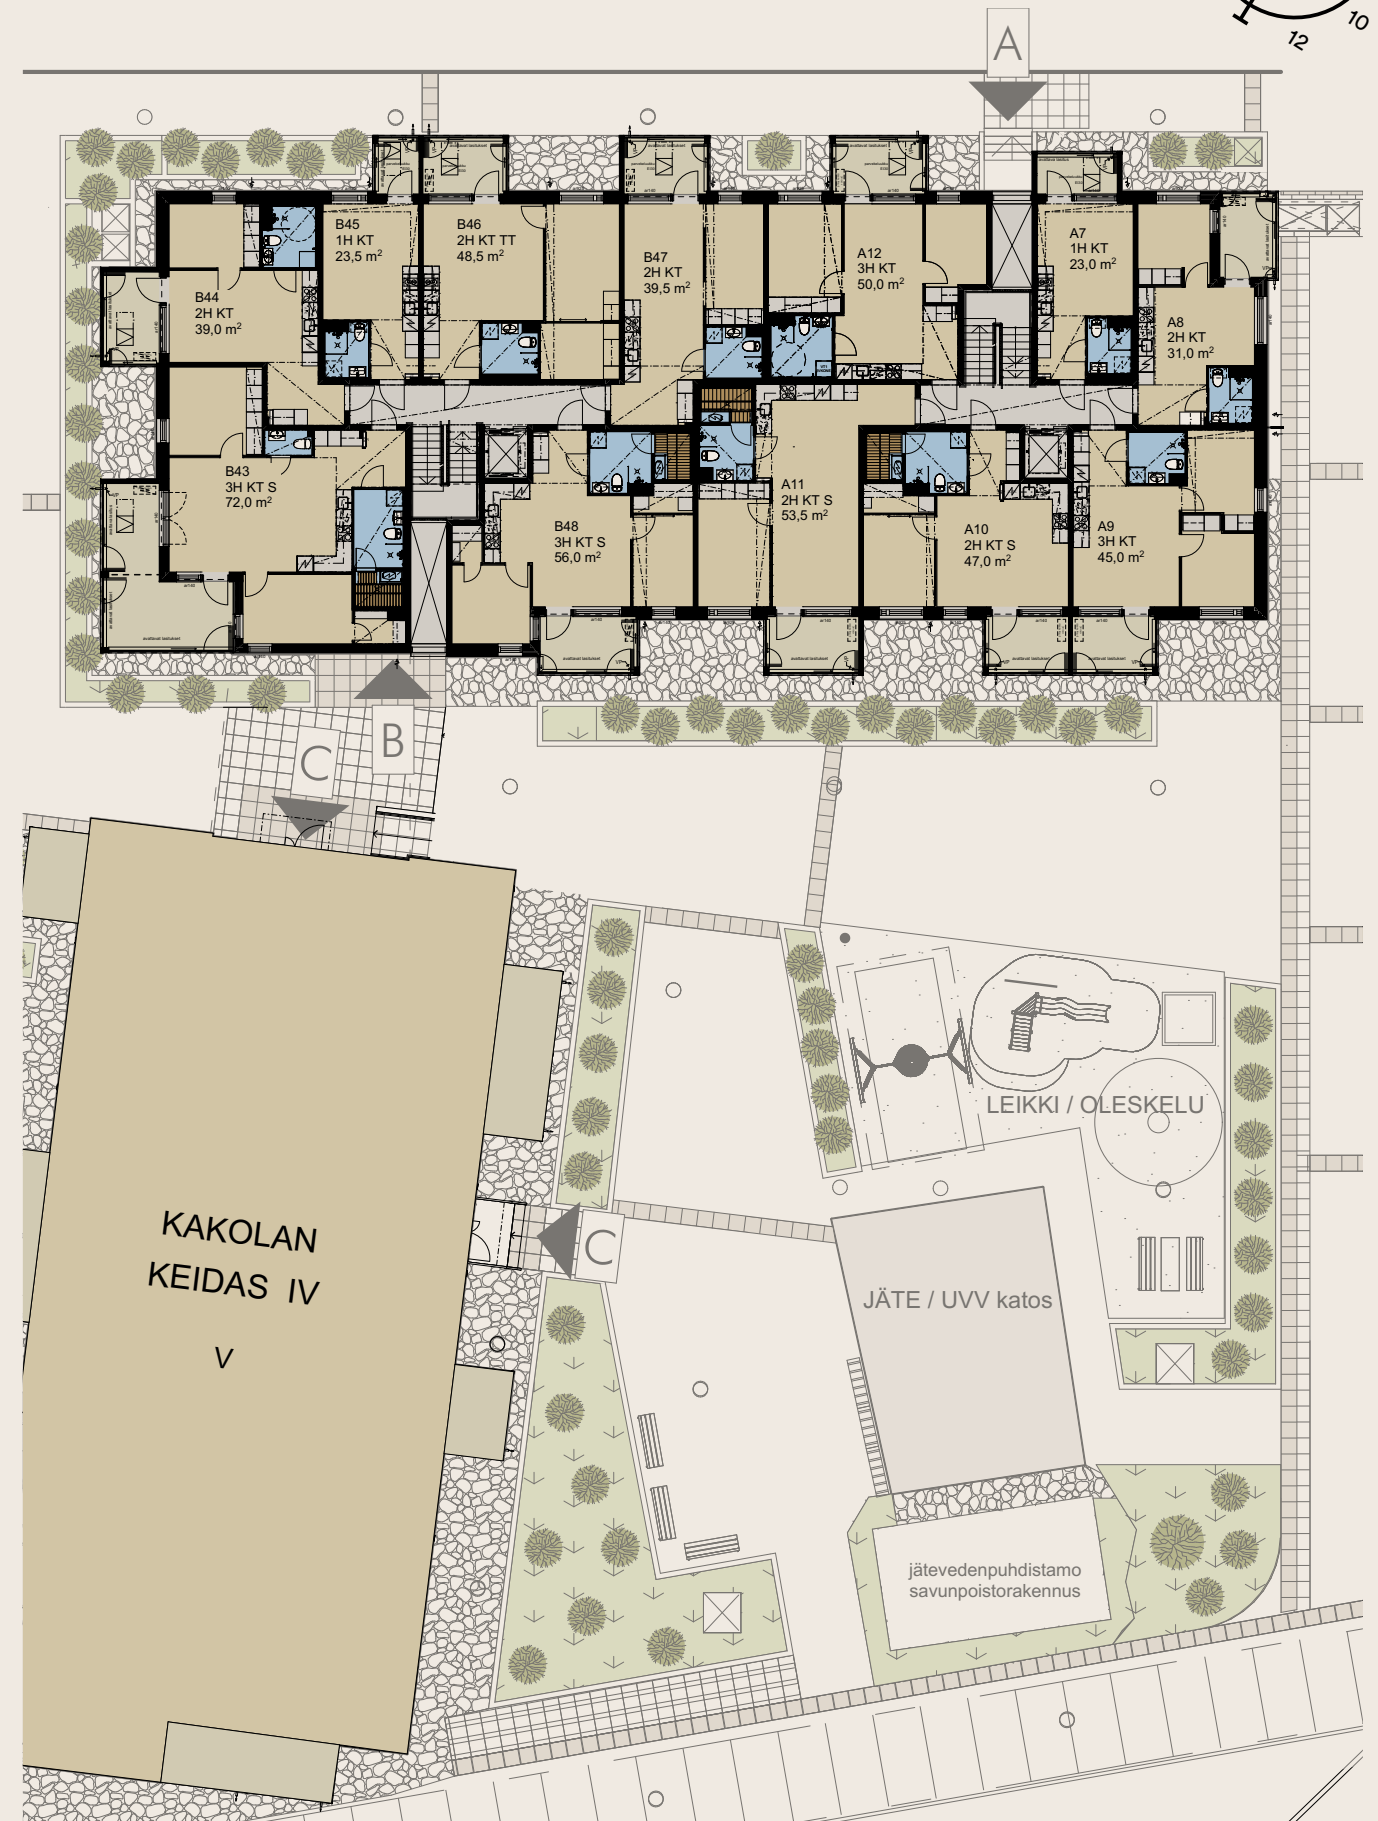 10
12
A
B45
1H KT
23,5 m²
B46
2H KT TT
48,5 m²
B47
2H KT
39,5 m²
A12
3H KT
50,0 m²
A7
1H KT
23,0 m²
B44
2H KT
39,0 m²
A8
2H KT
31,0 m²
B43
3H KT S
72,0 m²
B48
3H KT S
56,0 m²
A11
2H KT S
53,5 m²
A10
2H KT S
47,0 m²
A9
3H KT
45,0 m²
B
C
LEIKKI / OLESKELU
KAKOLAN
KEIDAS IV
V
C
JÄTE / UVV katos
jätevedenpuhdistamo
savunpoistorakennus